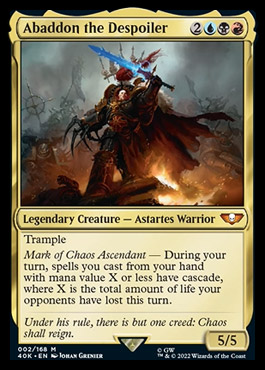 Abaddon the Despoiler 2
Legendary Creature — Astartes Warrior
Trample
Mark of Chaos Ascendant — During your
turn, spells you cast from your hand
with mana value X or less have cascade,
where X is the total amount of life your
opponents have lost this turn.
Under his rule, there is but one creed: Chaos
shall reign.
5/5
002/168 M
40K • EN Johan Grenier
© GW
™ & © 2022 Wizards of the Coast